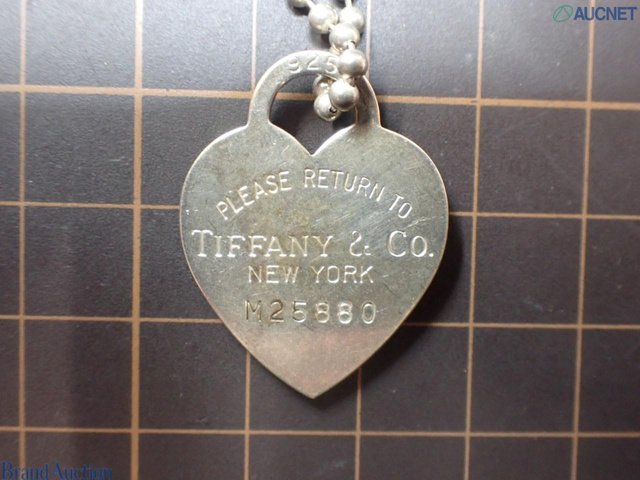 AUCNET
925
PLEASE RETURN TO
TIFFANY & CO.
NEW YORK
M25880
Brand Auction